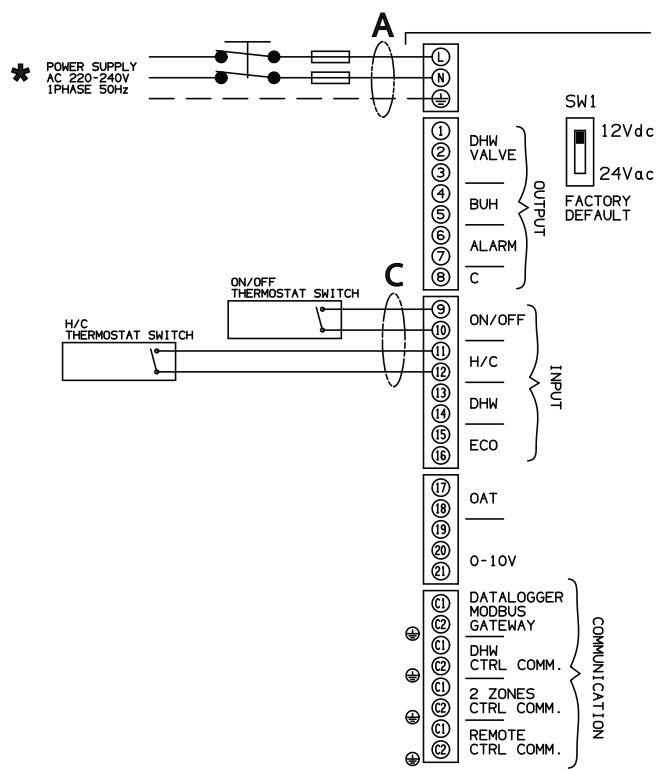 A
*
POWER SUPPLY
AC 220-240V
1PHASE 50Hz
L
N
SW1
12Vdc
24Vac
FACTORY
DEFAULT
1
2
3
DHW
VALVE
4
5
BUH
6
7
ALARM
8
C
OUTPUT
C
ON/OFF
THERMOSTAT SWITCH
H/C
THERMOSTAT SWITCH
9
10
ON/OFF
11
12
H/C
13
14
DHW
15
16
ECO
INPUT
17
18
OAT
19
20
21
0-10V
C1
C2
DATALOGGER
MODBUS
GATEWAY
C1
C2
DHW
CTRL COMM.
C1
C2
2 ZONES
CTRL COMM.
C1
C2
REMOTE
CTRL COMM.
COMMUNICATION